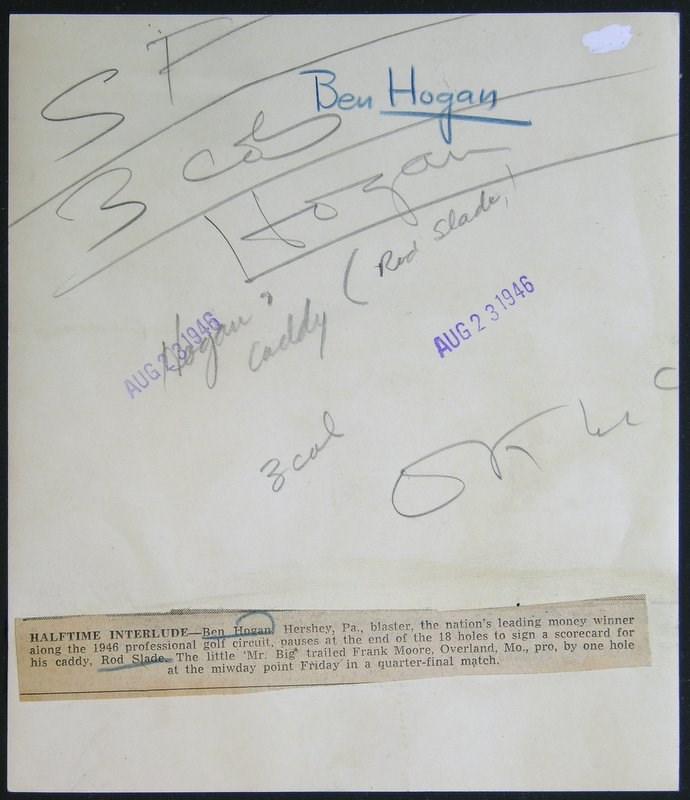 SF
Ben Hogan
3 col
Hogan
(Rod Slade,)
Hogan's
caddy
AUG 23 1946
AUG 23 1946
3 col
OK
HALFTIME INTERLUDE—Ben Hogan, Hershey, Pa., blaster, the nation's leading money winner
along the 1946 professional golf circuit, pauses at the end of the 18 holes to sign a scorecard for
his caddy, Rod Slade. The little 'Mr. Big' trailed Frank Moore, Overland, Mo., pro, by one hole
at the miwday point Friday in a quarter-final match.